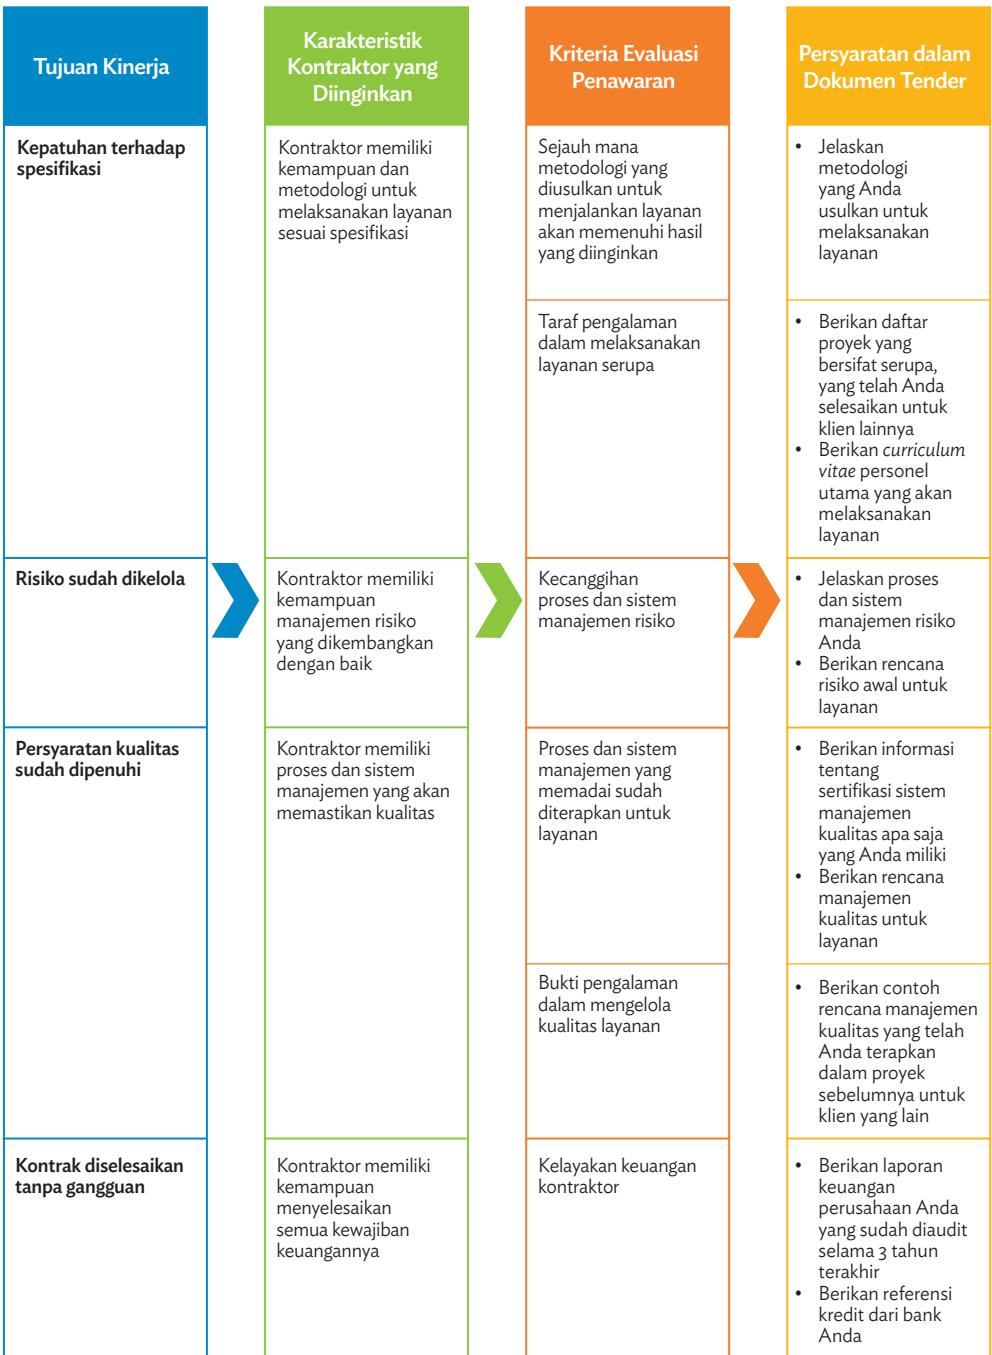 Tujuan Kinerja
Karakteristik
Kontraktor yang
Diinginkan
Kriteria Evaluasi
Penawaran
Persyaratan dalam
Dokumen Tender
Kepatuhan terhadap
spesifikasi
Kontraktor memiliki
kemampuan dan
metodologi untuk
melaksanakan layanan
sesuai spesifikasi
Sejauh mana
metodologi yang
diusulkan untuk
menjalankan layanan
akan memenuhi hasil
yang diinginkan
• Jelaskan
metodologi
yang Anda
usulkan untuk
melaksanakan
layanan
Taraf pengalaman
dalam melaksanakan
layanan serupa
• Berikan daftar
proyek yang
bersifat serupa,
yang telah Anda
selesaikan untuk
klien lainnya
• Berikan curriculum
vitae personel
utama yang akan
melaksanakan
layanan
Risiko sudah dikelola
Kontraktor memiliki
kemampuan
manajemen risiko
yang dikembangkan
dengan baik
Kecanggihan
proses dan sistem
manajemen risiko
• Jelaskan proses
dan sistem
manajemen risiko
Anda
• Berikan rencana
risiko awal untuk
layanan
Persyaratan kualitas
sudah dipenuhi
Kontraktor memiliki
proses dan sistem
manajemen yang akan
memastikan kualitas
Proses dan sistem
manajemen yang
memadai sudah
diterapkan untuk
layanan
• Berikan informasi
tentang
sertifikasi sistem
manajemen
kualitas apa saja
yang Anda miliki
• Berikan rencana
manajemen
kualitas untuk
layanan
Bukti pengalaman
dalam mengelola
kualitas layanan
• Berikan contoh
rencana manajemen
kualitas yang telah
Anda terapkan
dalam proyek
sebelumnya untuk
klien yang lain
Kontrak diselesaikan
tanpa gangguan
Kontraktor memiliki
kemampuan
menyelesaikan
semua kewajiban
keuangannya
Kelayakan keuangan
kontraktor
• Berikan laporan
keuangan
perusahaan Anda
yang sudah diaudit
selama 3 tahun
terakhir
• Berikan referensi
kredit dari bank
Anda